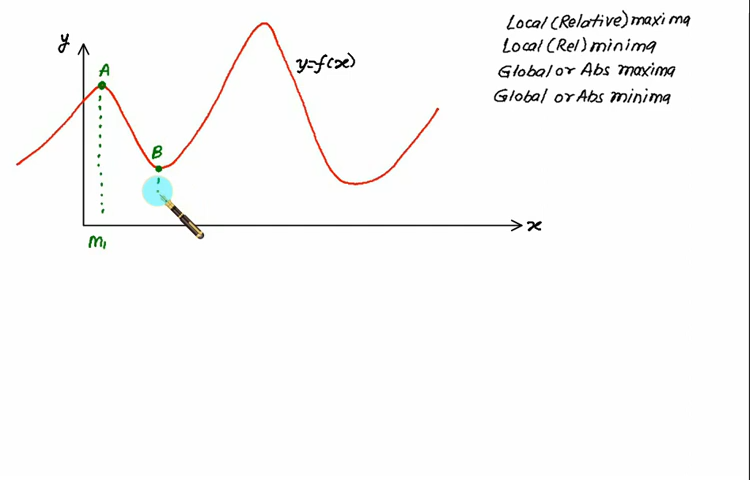 Local (Relative) maxima
Local (Rel) minima
Global or Abs maxima
Global or Abs minima
y
A
y=f(x)
B
x
M₁